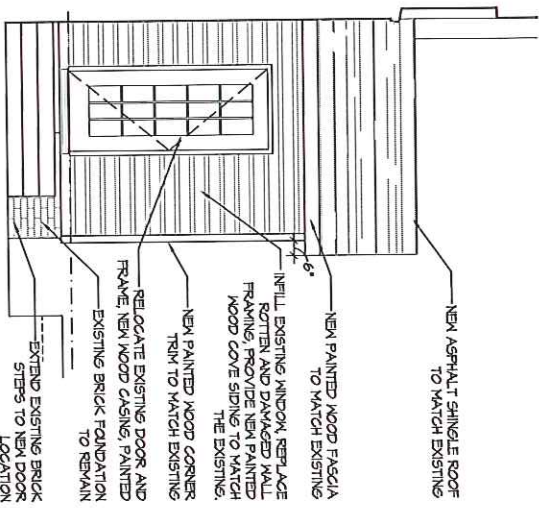 NEW ASPHALT SHINGLE ROOF
TO MATCH EXISTING
NEW PAINTED WOOD FASCIA
TO MATCH EXISTING
6"
INFILL EXISTING WINDOW, REPLACE
ROTTEN AND DAMAGED WALL
FRAMING, PROVIDE NEW PAINTED
WOOD COVE SIDING TO MATCH
THE EXISTING.
NEW PAINTED WOOD CORNER
TRIM TO MATCH EXISTING
RELOCATE EXISTING DOOR AND
FRAME, NEW WOOD CASING, PAINTED
EXISTING BRICK FOUNDATION
TO REMAIN
EXTEND EXISTING BRICK
STEPS TO NEW DOOR
LOCATION